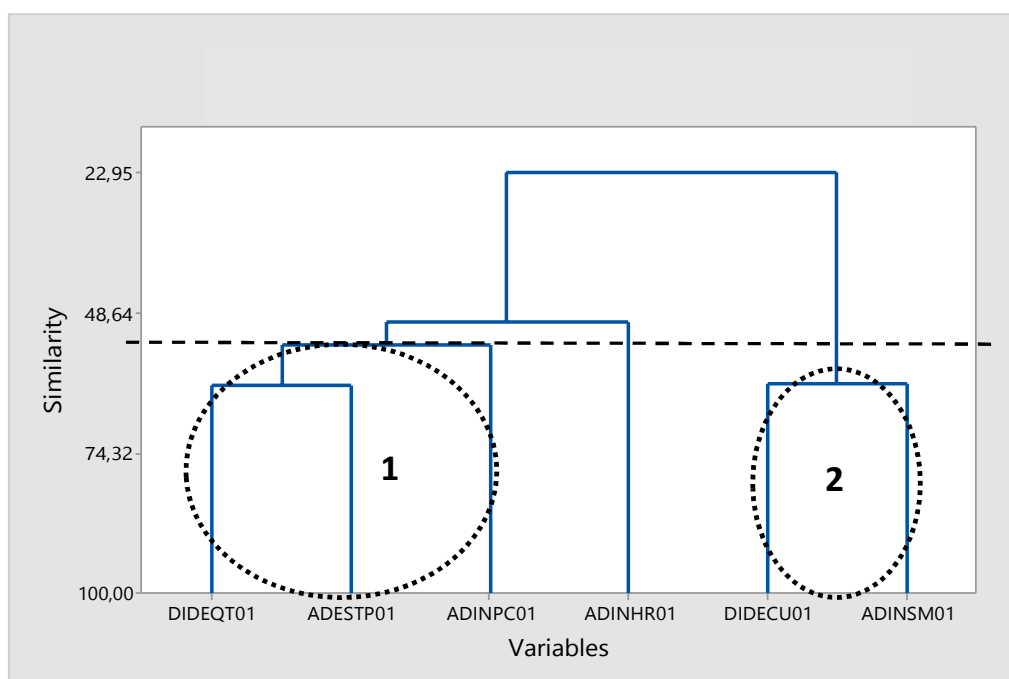 22,95
48,64
74,32
100,00
Similarity
1
2
DIDEQT01 ADESTP01 ADINPC01 ADINHR01 DIDECU01 ADINSM01
Variables